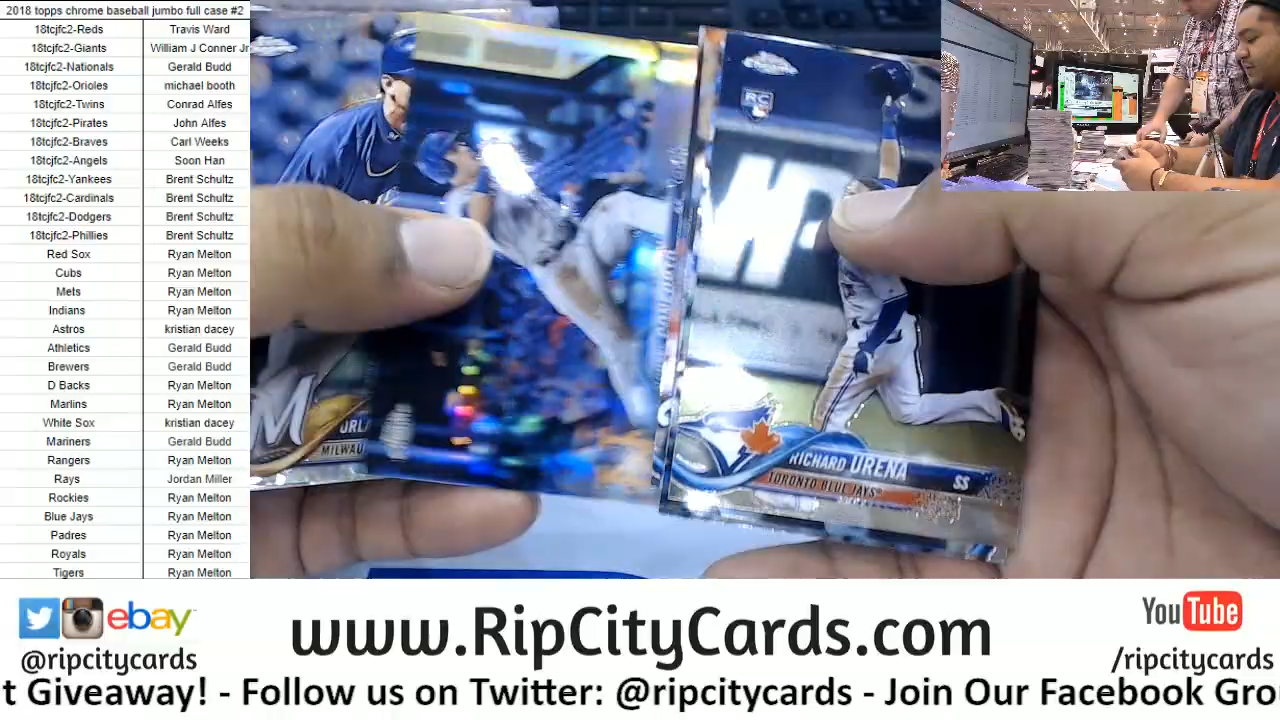 2018 topps chrome baseball jumbo full case #2
18tcjfc2-Reds Travis Ward
18tcjfc2-Giants William J Conner Jr
18tcjfc2-Nationals Gerald Budd
18tcjfc2-Orioles michael booth
18tcjfc2-Twins Conrad Alfes
18tcjfc2-Pirates John Alfes
18tcjfc2-Braves Carl Weeks
18tcjfc2-Angels Soon Han
18tcjfc2-Yankees Brent Schultz
18tcjfc2-Cardinals Brent Schultz
18tcjfc2-Dodgers Brent Schultz
18tcjfc2-Phillies Brent Schultz
Red Sox Ryan Melton
Cubs Ryan Melton
Mets Ryan Melton
Indians Ryan Melton
Astros kristian dacey
Athletics Gerald Budd
Brewers Gerald Budd
D Backs Ryan Melton
Marlins Ryan Melton
White Sox kristian dacey
Mariners Gerald Budd
Rangers Ryan Melton
Rays Jordan Miller
Rockies Ryan Melton
Blue Jays Ryan Melton
Padres Ryan Melton
Royals Ryan Melton
Tigers Ryan Melton
RC
RICHARD UREÑA
SS
TORONTO BLUE JAYS
ORL
MILWAU
ebay
@ripcitycards
www.RipCityCards.com
YouTube
/ripcitycards
t Giveaway! - Follow us on Twitter: @ripcitycards - Join Our Facebook Gro